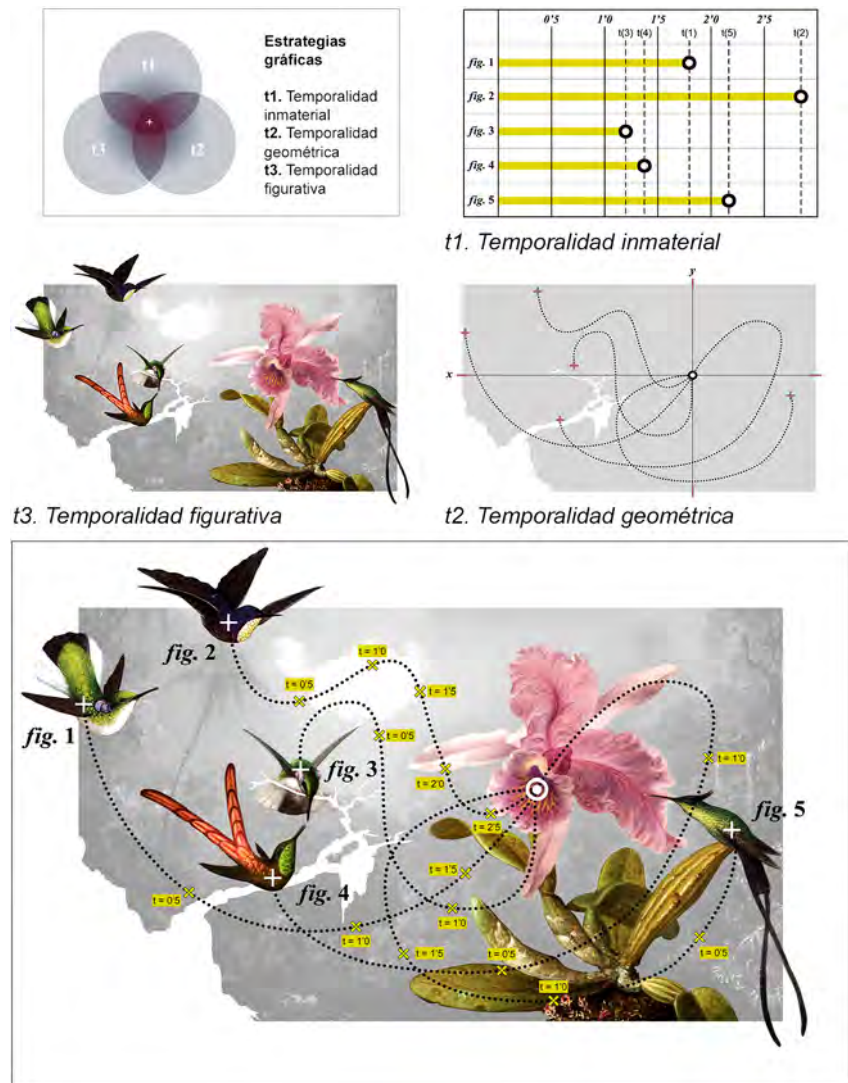 Estrategias
gráficas
t1. Temporalidad
inmaterial
t2. Temporalidad
geométrica
t3. Temporalidad
figurativa
t1
t3
t2
+
0'5 1'0 1'5 2'0 2'5
t(3) t(4) t(1) t(5) t(2)
fig. 1
fig. 2
fig. 3
fig. 4
fig. 5
t1. Temporalidad inmaterial
y
x
t3. Temporalidad figurativa
t2. Temporalidad geométrica
fig. 2
fig. 1
fig. 3
fig. 4
fig. 5
t = 1'0
t = 0'5
t = 1'5
t = 0'5
t = 1'0
t = 2'0
t = 2'5
t = 1'5
t = 0'5
t = 1'0
t = 1'0
t = 0'5
t = 1'5
t = 0'5
t = 1'0